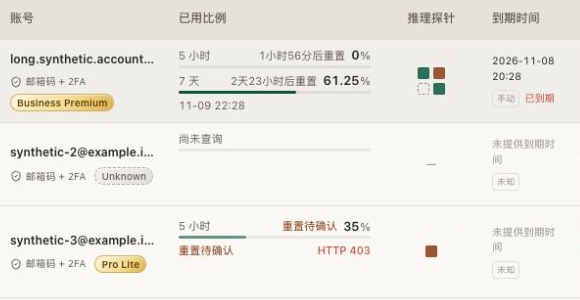 账号 已用比例 推理探针 到期时间
long.synthetic.account...
邮箱码 + 2FA
Business Premium
5 小时 1小时56分后重置 0%
7 天 2天23小时后重置 61.25%
11-09 22:28
2026-11-08
20:28
手动 已到期
synthetic-2@example.i...
邮箱码 + 2FA Unknown
尚未查询
—
未提供到期时
间
未知
synthetic-3@example.i...
邮箱码 + 2FA Pro Lite
5 小时 重置待确认 35%
重置待确认 HTTP 403
未提供到期时
间
未知